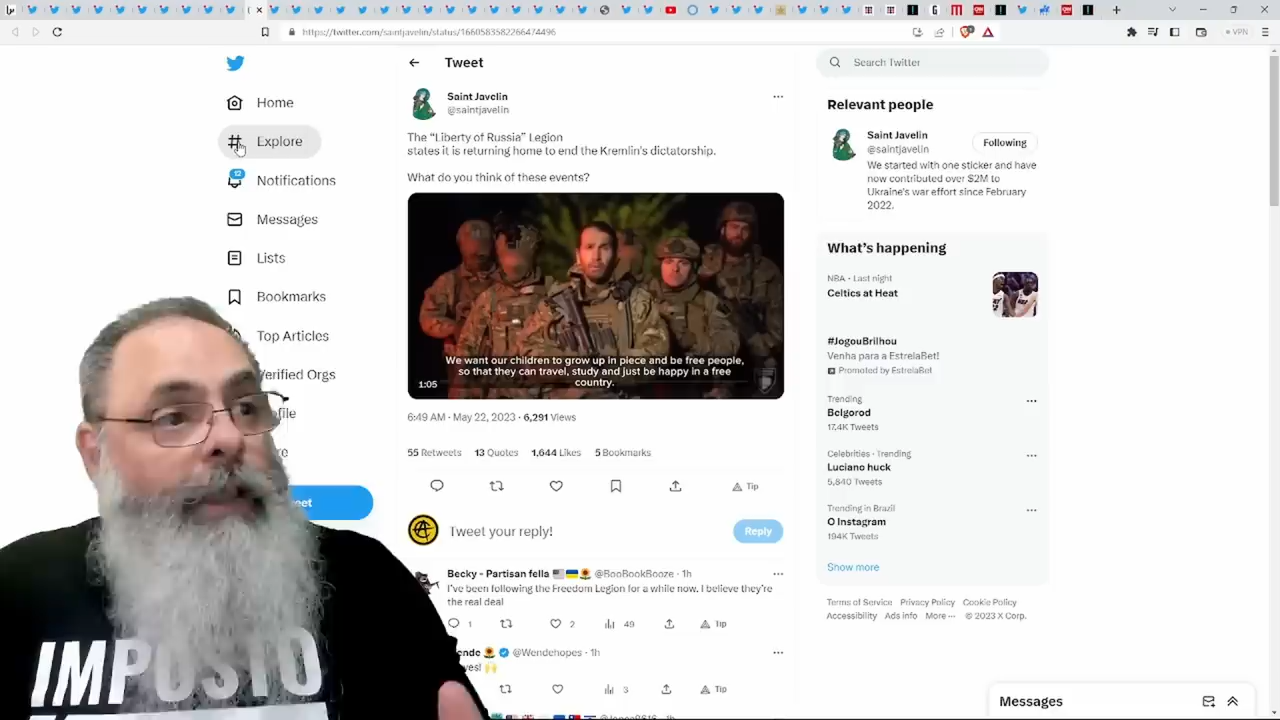 https://twitter.com/saintjavelin/status/1660583582266474496
VPN
Home
Explore
12
Notifications
Messages
Lists
Bookmarks
Top Articles
erified Orgs
ofile
Tweet
Saint Javelin
@saintjavelin
The “Liberty of Russia” Legion
states it is returning home to end the Kremlin's dictatorship.
What do you think of these events?
We want our children to grow up in piece and be free people,
so that they can travel, study and just be happy in a free
country.
1:05
6:49 AM · May 22, 2023 · 6,291 Views
55 Retweets 13 Quotes 1,644 Likes 5 Bookmarks
Tip
Tweet your reply!
Reply
Becky - Partisan fella @BooBookBooze · 1h
I've been following the Freedom Legion for a while now. I believe they're
the real deal
1 2 49 Tip
@Wendehopes · 1h
3 Tip
Search Twitter
Relevant people
Saint Javelin
@saintjavelin
Following
We started with one sticker and have
now contributed over $2M to
Ukraine's war effort since February
2022.
What's happening
NBA · Last night
Celtics at Heat
#JogouBrilhou
Venha para a EstrelaBet!
Promoted by EstrelaBet
Trending
Belgorod
17.4K Tweets
Celebrities · Trending
Luciano huck
5,840 Tweets
Trending in Brazil
O Instagram
194K Tweets
Show more
Terms of Service Privacy Policy Cookie Policy
Accessibility Ads info More ··· © 2023 X Corp.
Messages
IMPOSTO